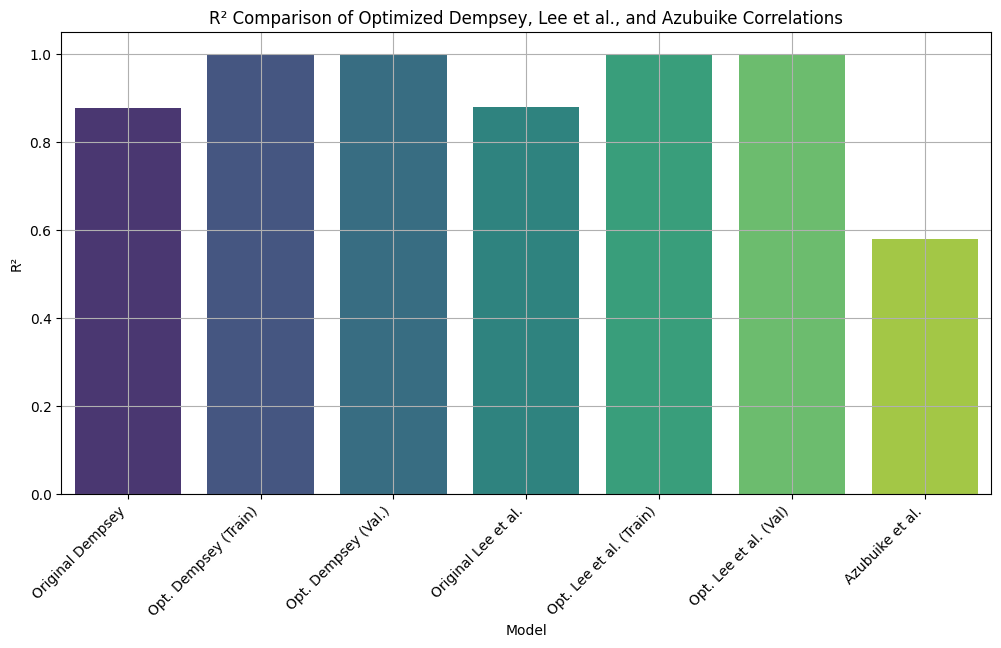 R² Comparison of Optimized Dempsey, Lee et al., and Azubuike Correlations
1.0
0.8
0.6
0.4
0.2
0.0
R²
Original Dempsey
Opt. Dempsey (Train)
Opt. Dempsey (Val.)
Original Lee et al.
Opt. Lee et al. (Train)
Opt. Lee et al. (Val)
Azubuike et al.
Model